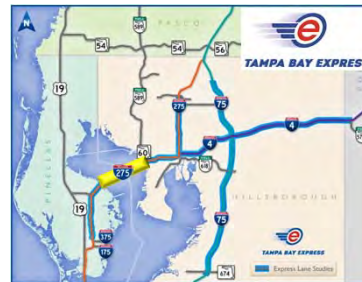 N
PASCO
589
54
54
56
e
TAMPA BAY EXPRESS
19
589
275
75
4
4
60
618
275
PINELLAS
HILLSBOROUGH
19
75
375
175
e
TAMPA BAY EXPRESS
Express Lane Studies
674